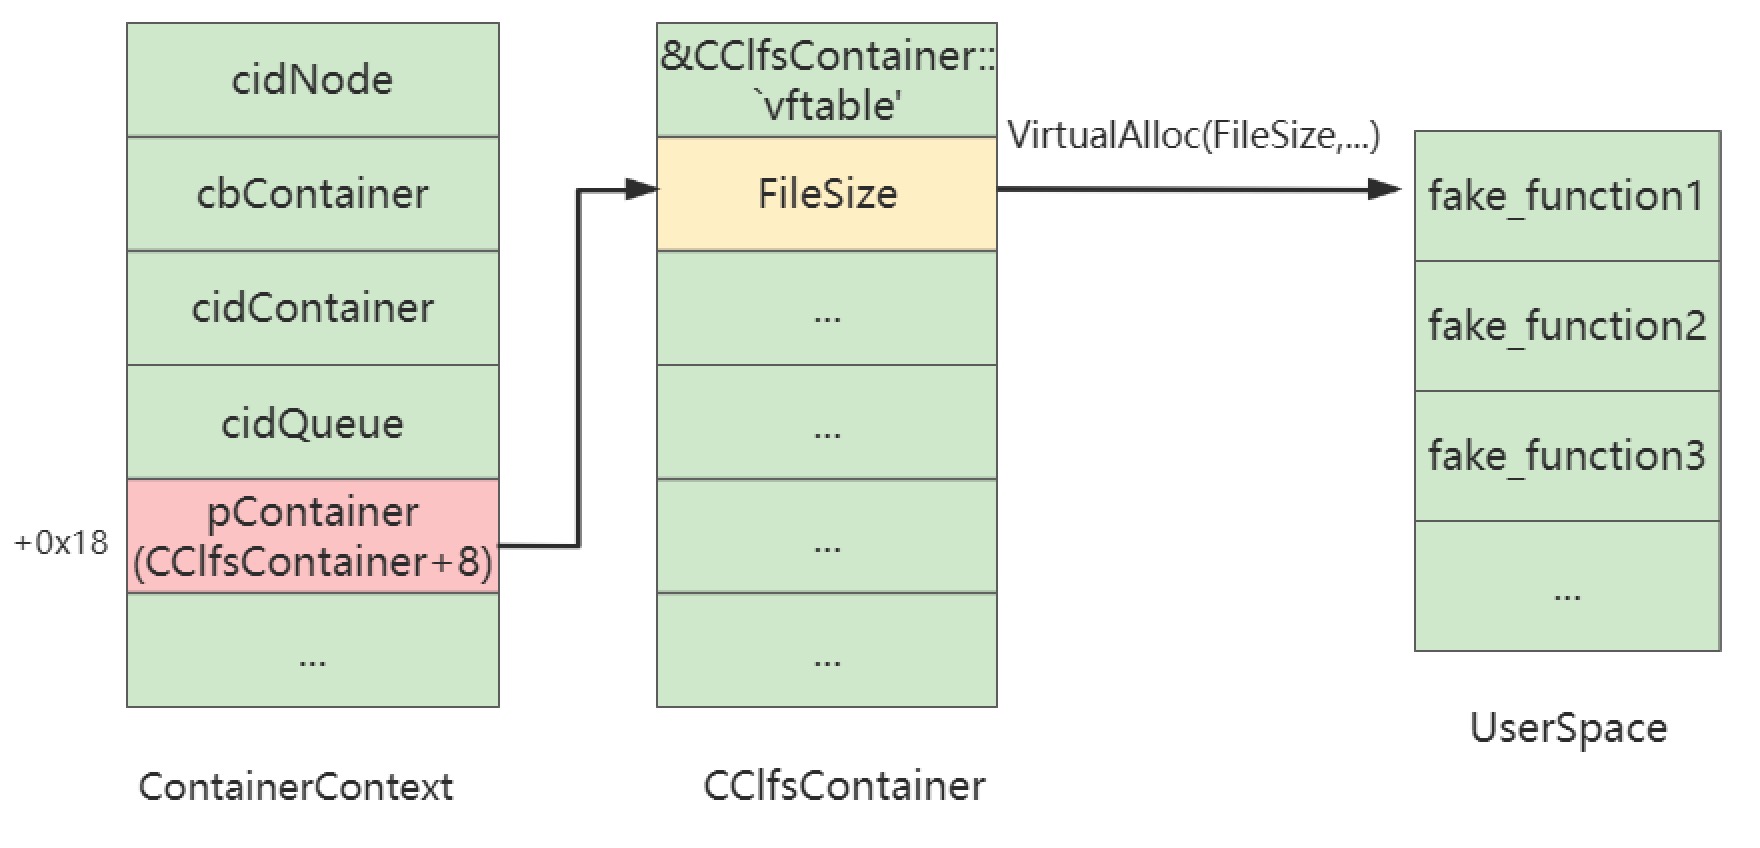 cidNode
cbContainer
cidContainer
cidQueue
+0x18
pContainer
(CClfsContainer+8)
...
ContainerContext
&CClfsContainer::
`vftable'
FileSize
...
...
...
...
CClfsContainer
VirtualAlloc(FileSize,...)
fake_function1
fake_function2
fake_function3
...
UserSpace